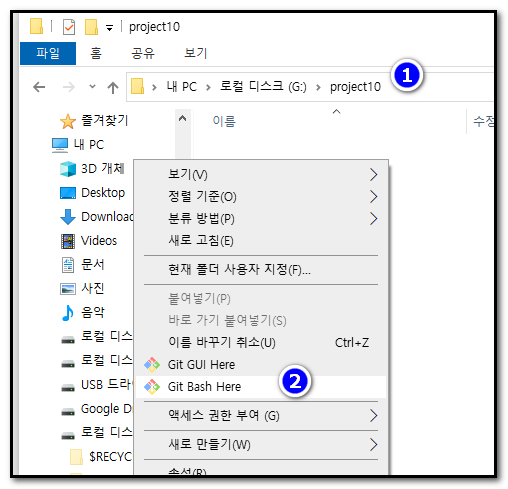 project10
파일 홈 공유 보기
내 PC 로컬 디스크 (G:) project10 1
이름 수정
즐겨찾기
내 PC
3D 개체
Desktop
Downloac
Videos
문서
사진
음악
로컬 디스
로컬 디스
USB 드라
Google D
로컬 디스
$RECYC
보기(V)
정렬 기준(O)
분류 방법(P)
새로 고침(E)
현재 폴더 사용자 지정(F)...
붙여넣기(P)
바로 가기 붙여넣기(S)
이름 바꾸기 취소(U) Ctrl+Z
Git GUI Here
Git Bash Here 2
액세스 권한 부여 (G)
새로 만들기(W)
속성(R)